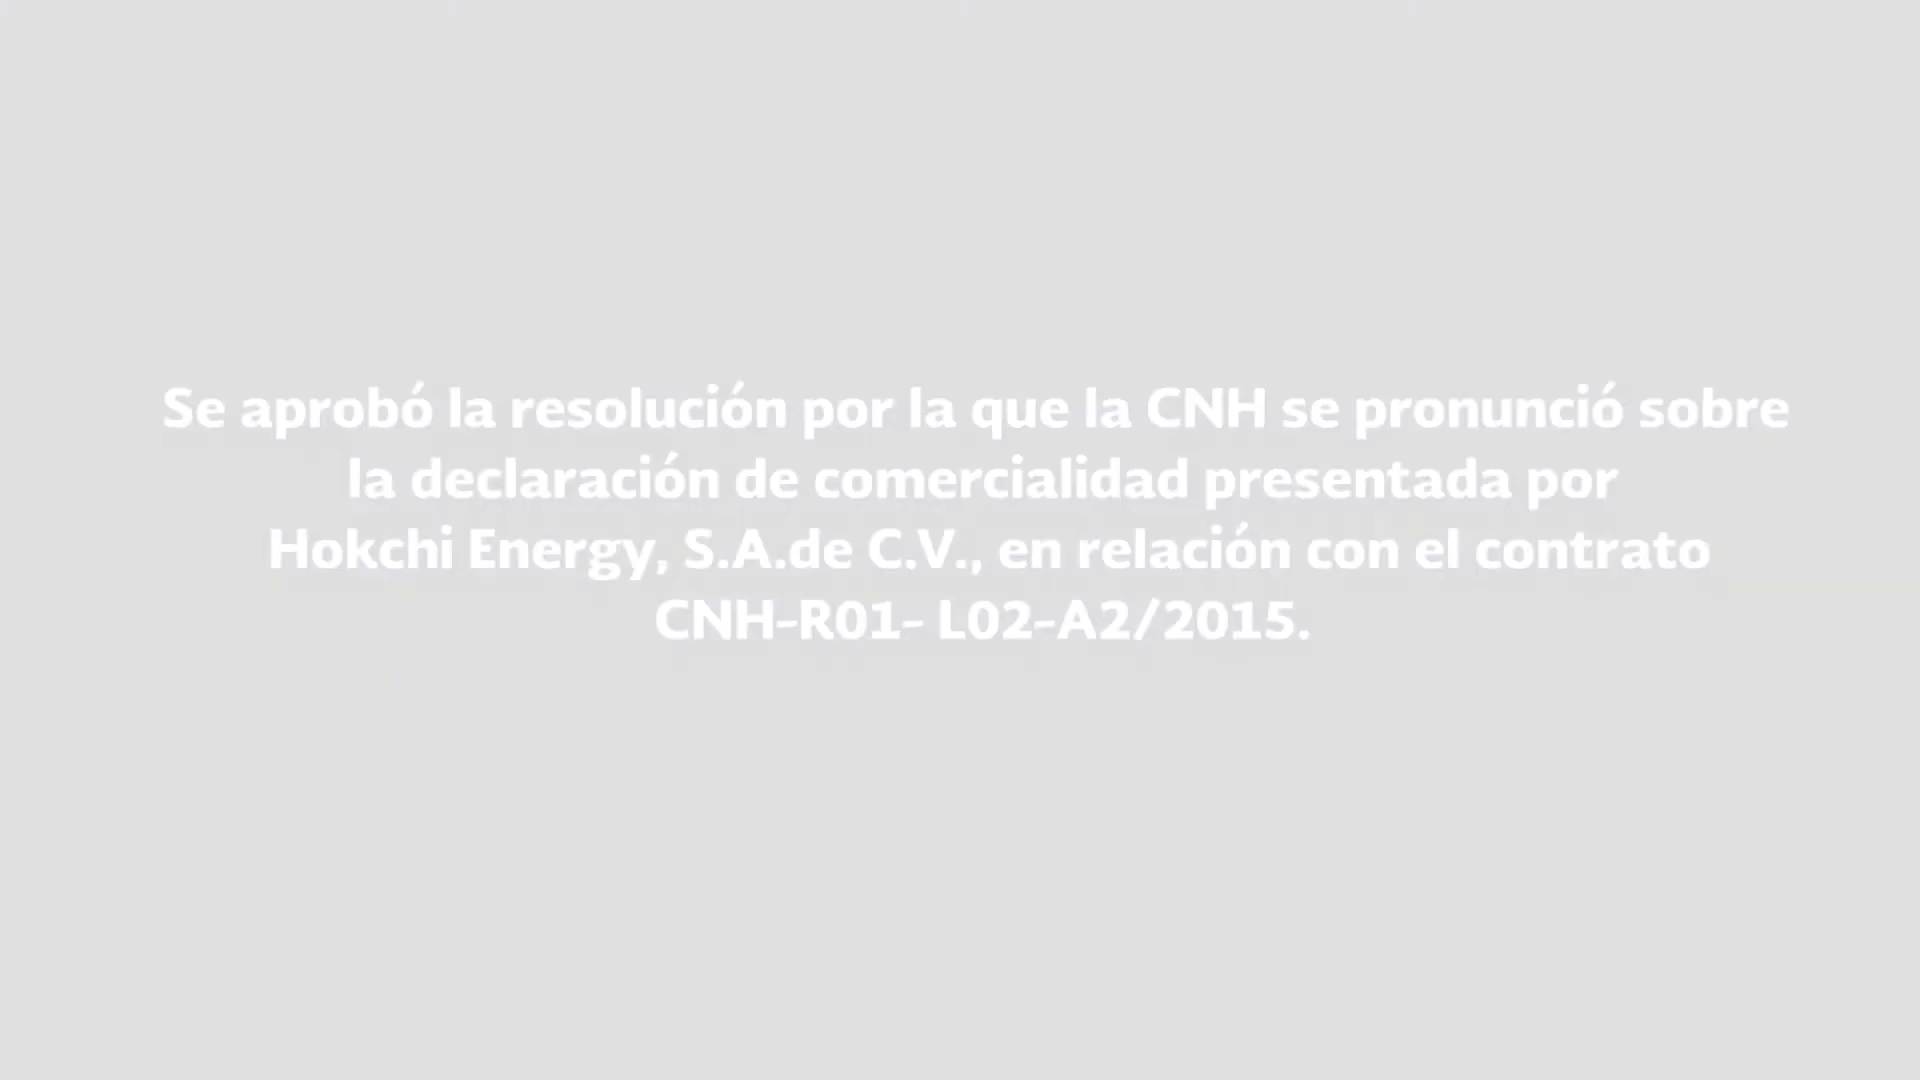 Se aprobó la resolución por la que la CNH se pronunció sobre
la declaración de comercialidad presentada por
Hokchi Energy, S.A.de C.V., en relación con el contrato
CNH-R01- L02-A2/2015.